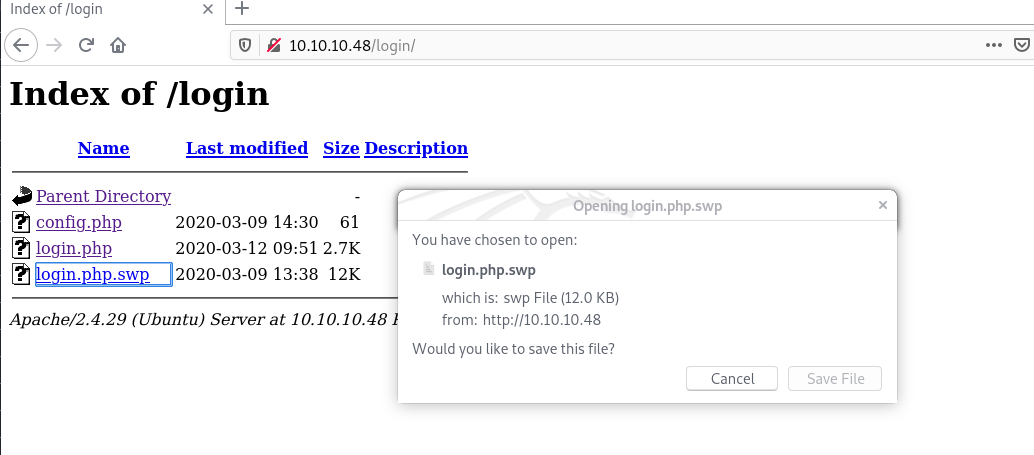 Index of /login
10.10.10.48/login/
Index of /login
Name Last modified Size Description
Parent Directory -
config.php 2020-03-09 14:30 61
login.php 2020-03-12 09:51 2.7K
login.php.swp 2020-03-09 13:38 12K
Apache/2.4.29 (Ubuntu) Server at 10.10.10.48
Opening login.php.swp
You have chosen to open:
login.php.swp
which is: swp File (12.0 KB)
from: http://10.10.10.48
Would you like to save this file?
Cancel Save File